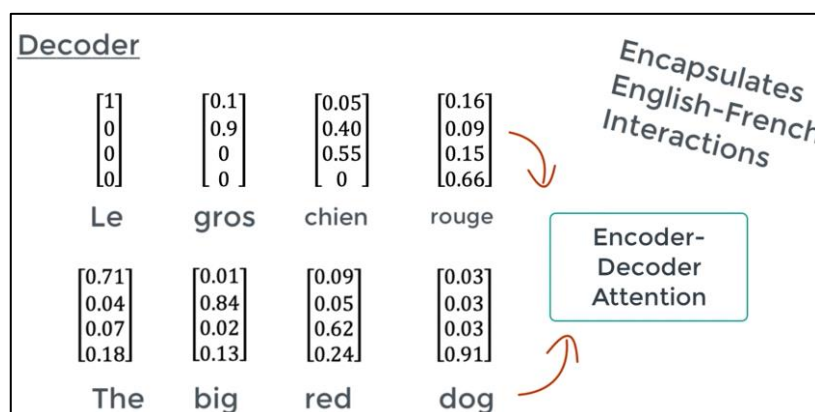 Decoder
Encapsulates
English-French
Interactions
[1] [0.1] [0.05] [0.16]
0 0.9 0.40 0.09
0 0 0.55 0.15
[0] [0] [0] [0.66]
Le gros chien rouge
Encoder-
Decoder
Attention
[0.71] [0.01] [0.09] [0.03]
0.04 0.84 0.05 0.03
0.07 0.02 0.62 0.03
[0.18] [0.13] [0.24] [0.91]
The big red dog